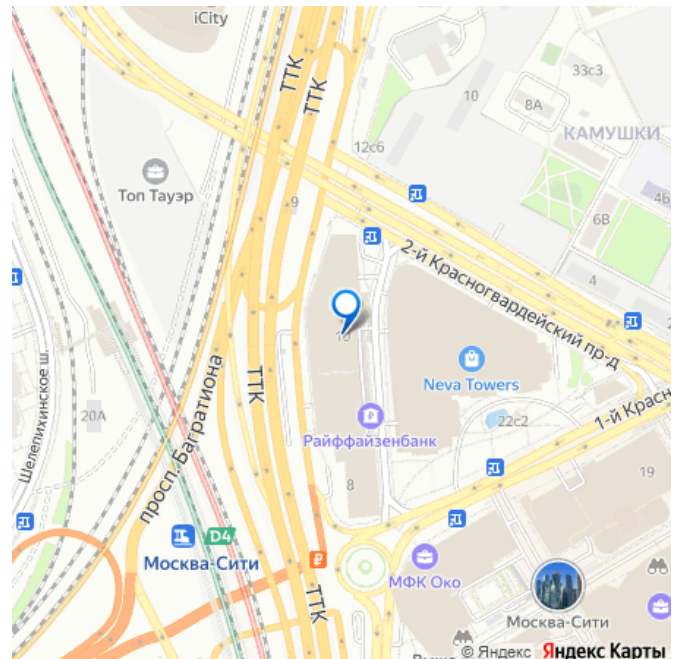 iCity
ТТК
ТТК
33с3
10
8А
КАМУШКИ
12с6
Топ Тауэр
9
4Б
6В
2-й Красногвардейский пр-д
4
2
10
просп. Багратиона
Шелепихинское ш.
ТТК
Neva Towers
20А
Райффайзенбанк
22с2
1-й Красн
8
19
D4
Москва-Сити
₽
МФК Око
ТТК
Москва-Сити
© Яндекс Яндекс Карты